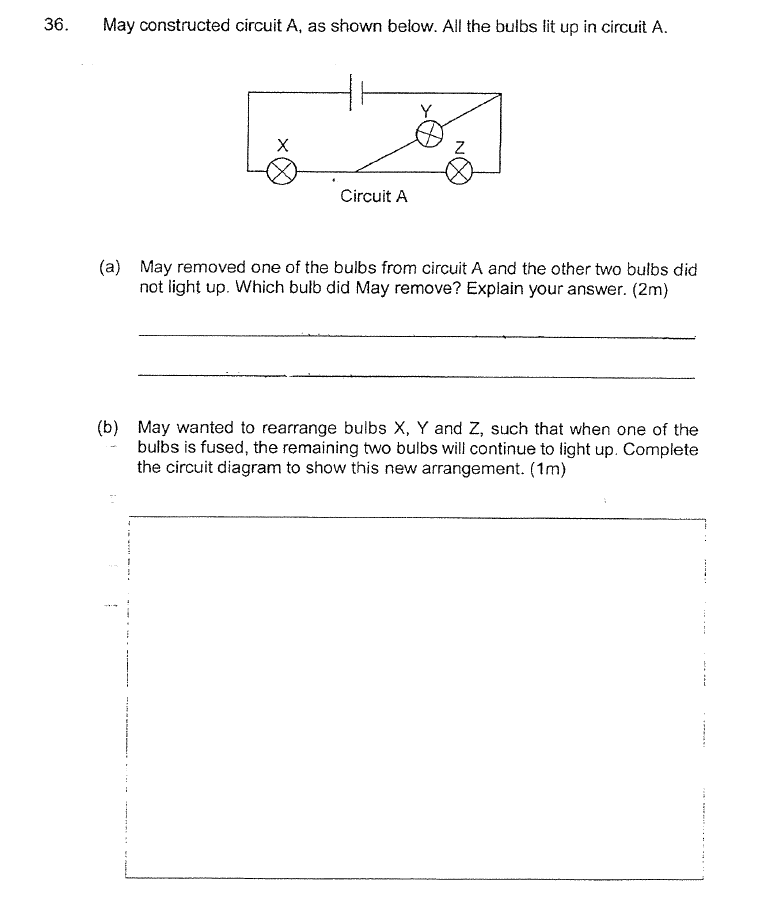 36. May constructed circuit A, as shown below. All the bulbs lit up in circuit A.
Y
X
Z
Circuit A
(a) May removed one of the bulbs from circuit A and the other two bulbs did
not light up. Which bulb did May remove? Explain your answer. (2m)
(b) May wanted to rearrange bulbs X, Y and Z, such that when one of the
bulbs is fused, the remaining two bulbs will continue to light up. Complete
the circuit diagram to show this new arrangement. (1m)